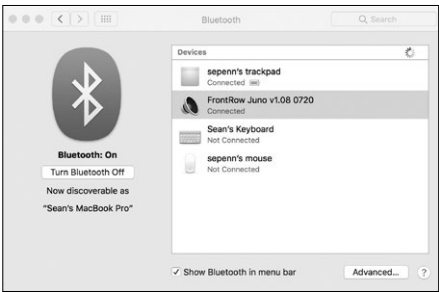 Bluetooth
Search
Devices
sepenn's trackpad
Connected
FrontRow Juno v1.08 0720
Connected
Sean's Keyboard
Not Connected
sepenn's mouse
Not Connected
Bluetooth: On
Turn Bluetooth Off
Now discoverable as
"Sean's MacBook Pro"
Show Bluetooth in menu bar
Advanced...
?